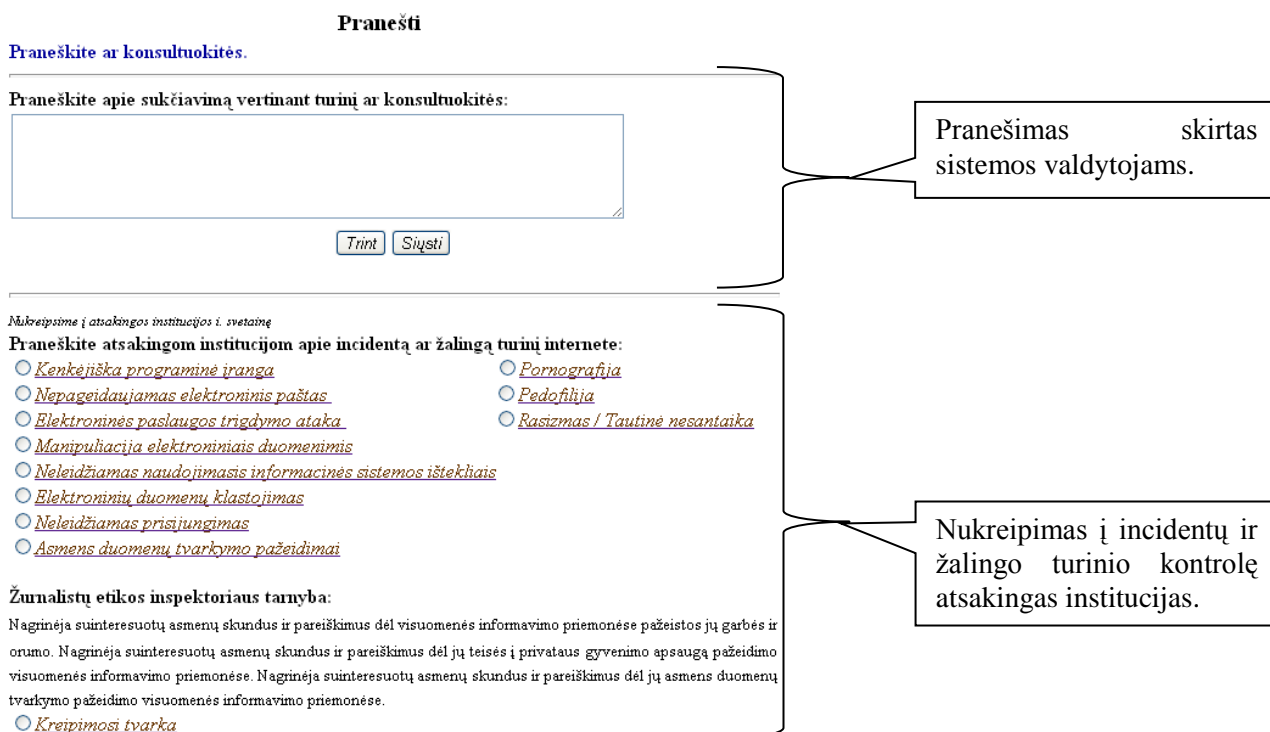 Pranešti
Praneškite ar konsultuokitės.
Praneškite apie sukčiavimą vertinant turinį ar konsultuokitės:
Trint Siųsti
Pranešimas skirtas
sistemos valdytojams.
Nukreipsime į atsakingos institucijos i. svetainę
Praneškite atsakingom institucijom apie incidentą ar žalingą turinį internete:
Kenkėjiška programinė įranga
Nepageidaujamas elektroninis paštas
Elektroninės paslaugos trigdymo ataka
Manipuliacija elektroniniais duomenimis
Neleidžiamas naudojimasis informacinės sistemos ištekliais
Elektroninių duomenų klastojimas
Neleidžiamas prisijungimas
Asmens duomenų tvarkymo pažeidimai
Pornografija
Pedofilija
Rasizmas / Tautinė nesantaika
Nukreipimas į incidentų ir
žalingo turinio kontrolę
atsakingas institucijas.
Žurnalistų etikos inspektoriaus tarnyba:
Nagrinėja suinteresuotų asmenų skundus ir pareiškimus dėl visuomenės informavimo priemonėse pažeistos jų garbės ir
orumo. Nagrinėja suinteresuotų asmenų skundus ir pareiškimus dėl jų teisės į privataus gyvenimo apsaugą pažeidimo
visuomenės informavimo priemonėse. Nagrinėja suinteresuotų asmenų skundus ir pareiškimus dėl jų asmens duomenų
tvarkymo pažeidimo visuomenės informavimo priemonėse.
Kreipimosi tvarka